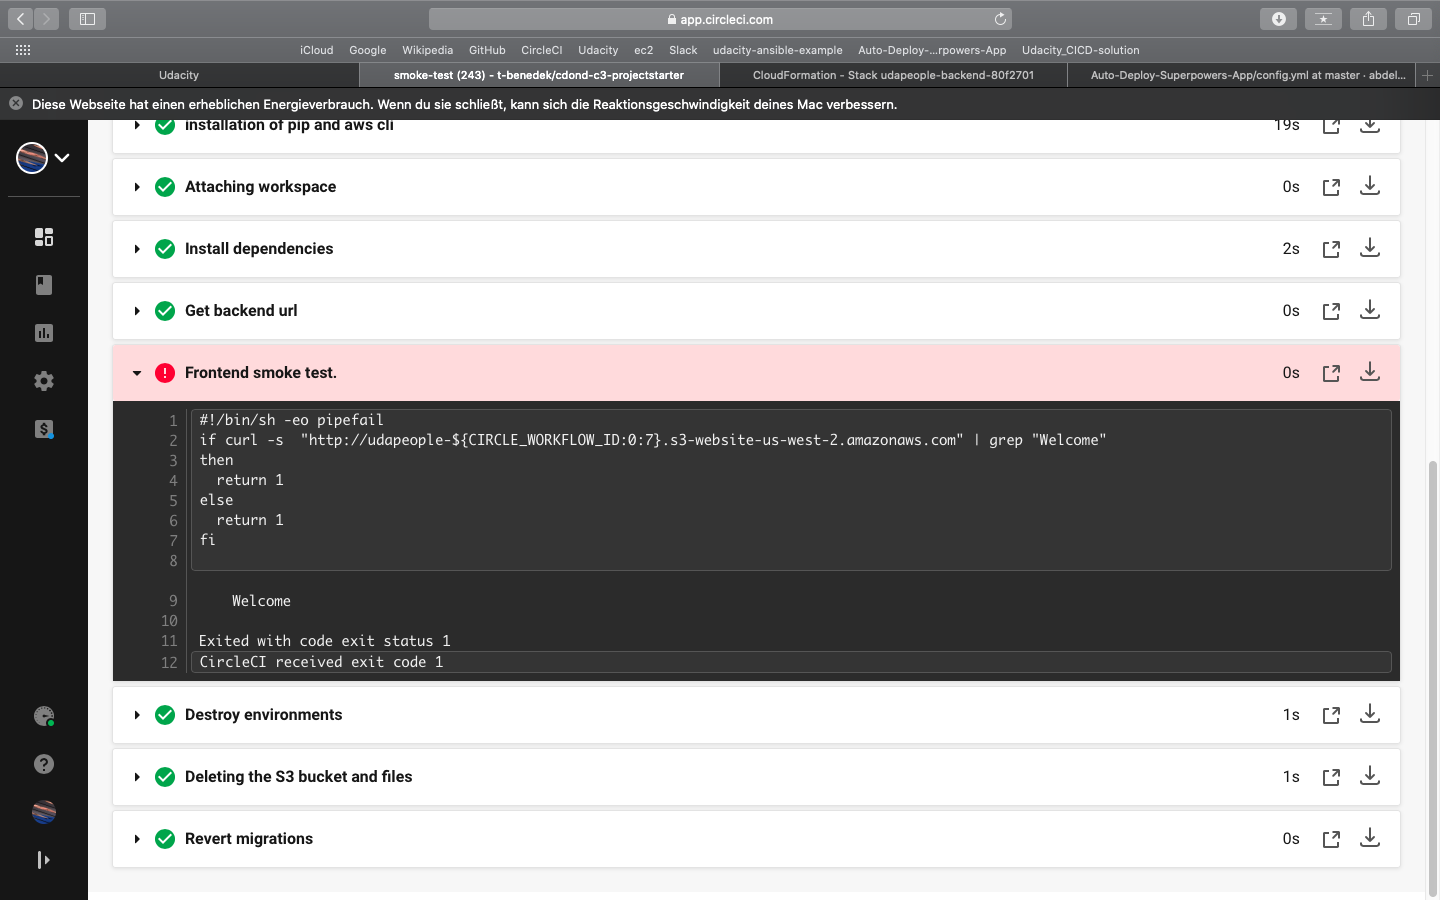 app.circleci.com
iCloud Google Wikipedia GitHub CircleCI Udacity ec2 Slack udacity-ansible-example Auto-Deploy-...rpowers-App Udacity_CICD-solution
Udacity
smoke-test (243) - t-benedek/cdond-c3-projectstarter
CloudFormation - Stack udapeople-backend-80f2701
Auto-Deploy-Superpowers-App/config.yml at master · abdel...
Diese Webseite hat einen erheblichen Energieverbrauch. Wenn du sie schließt, kann sich die Reaktionsgeschwindigkeit deines Mac verbessern.
installation of pip and aws cli 19s
Attaching workspace 0s
Install dependencies 2s
Get backend url 0s
Frontend smoke test. 0s
1 #!/bin/sh -eo pipefail
2 if curl -s  "http://udapeople-${CIRCLE_WORKFLOW_ID:0:7}.s3-website-us-west-2.amazonaws.com" | grep "Welcome"
3 then
4   return 1
5 else
6   return 1
7 fi
8
9     Welcome
10
11 Exited with code exit status 1
12 CircleCI received exit code 1
Destroy environments 1s
Deleting the S3 bucket and files 1s
Revert migrations 0s